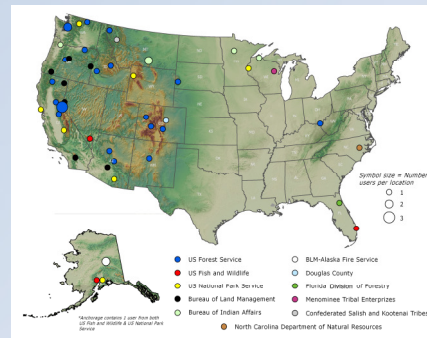 Symbol size = Number
users per location
1
2
3
US Forest Service
US Fish and Wildlife
US National Park Service
Bureau of Land Management
Bureau of Indian Affairs
BLM-Alaska Fire Service
Douglas County
Florida Division of Forestry
Menominee Tribal Enterprizes
Confederated Salish and Kootenai Tribes
North Carolina Department of Natural Resources
*Anchorage contains 1 user from both
US Fish and Wildlife & US National Park
Service